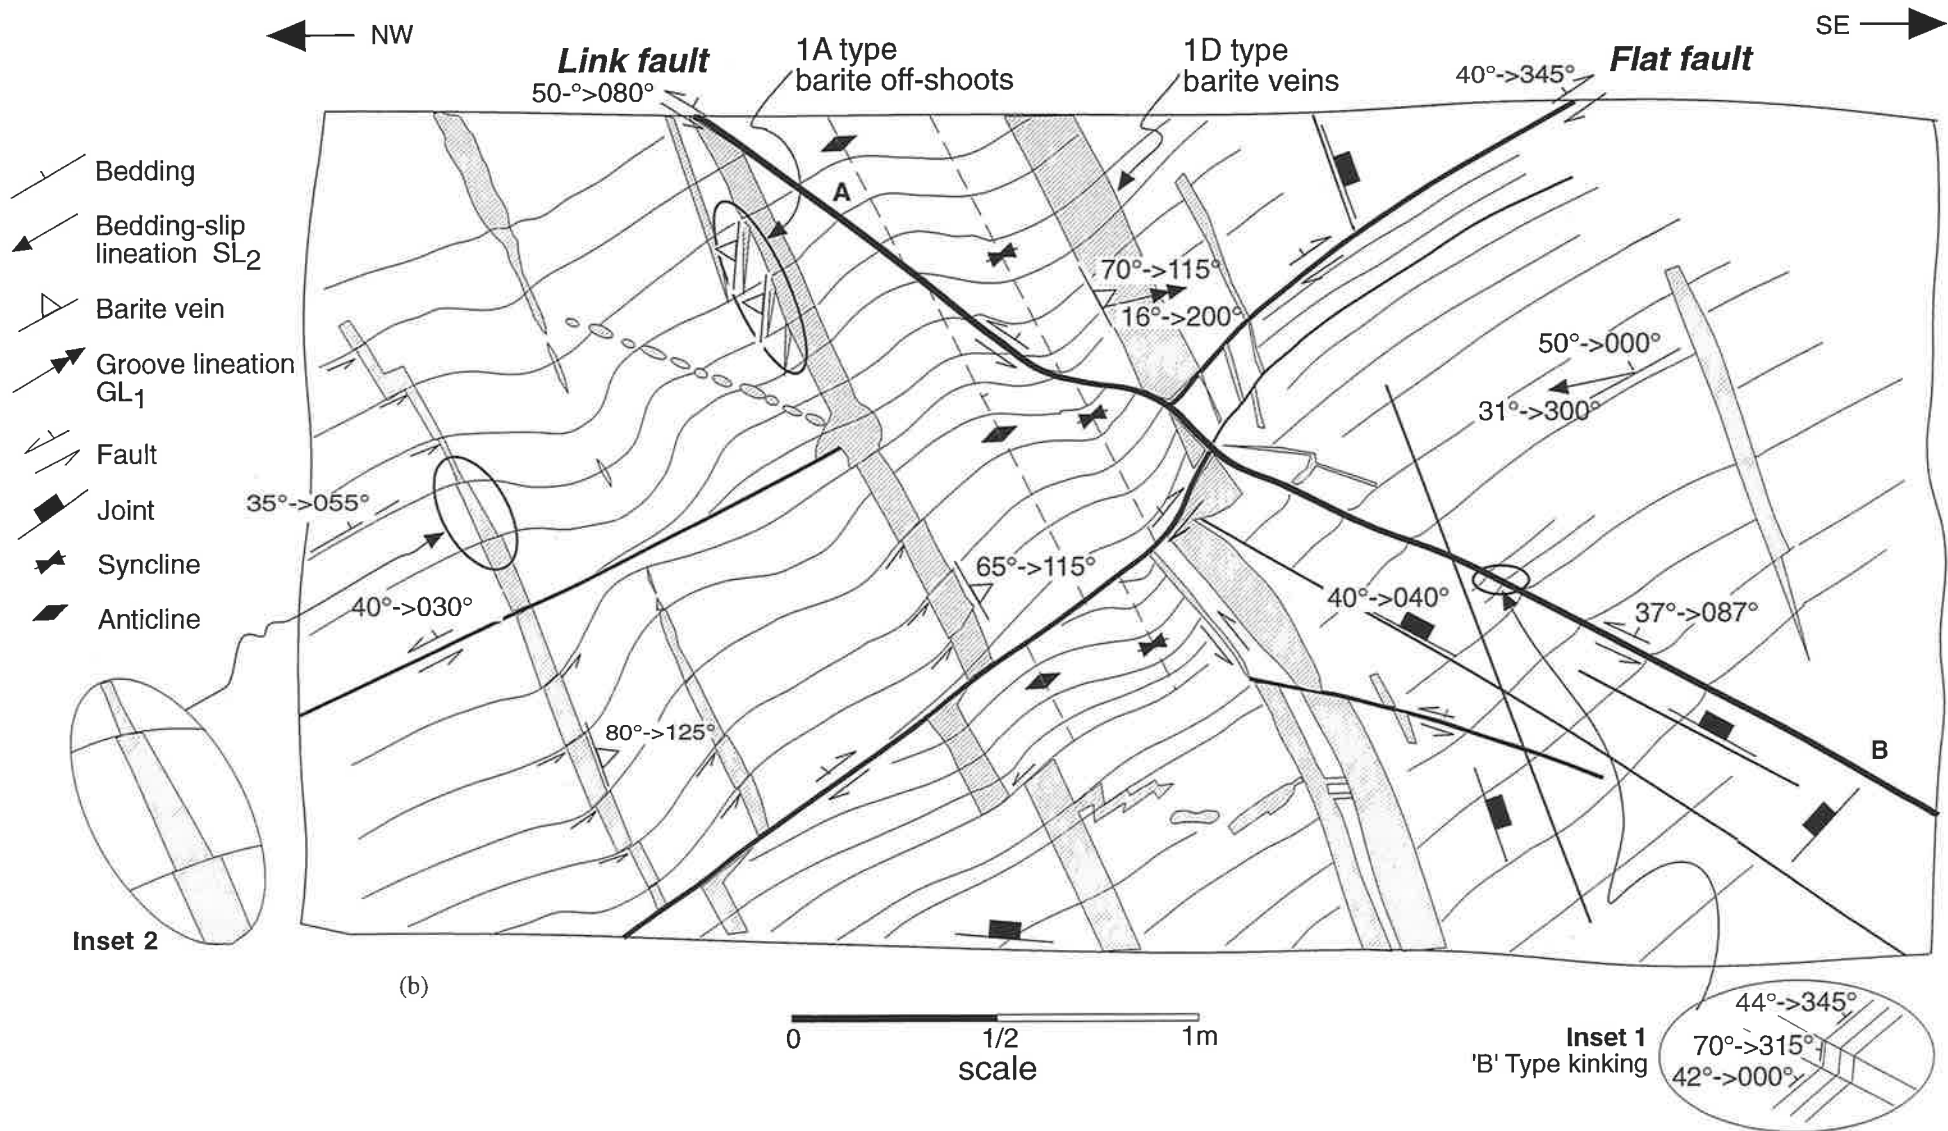 NW
SE
Link fault
50-°>080°
1A type
barite off-shoots
1D type
barite veins
40°->345°
Flat fault
Bedding
Bedding-slip
lineation SL2
Barite vein
Groove lineation
GL1
Fault
Joint
Syncline
Anticline
A
70°->115°
16°->200°
50°->000°
31°->300°
35°->055°
40°->030°
65°->115°
40°->040°
37°->087°
80°->125°
B
Inset 2
(b)
0
1/2
1m
scale
Inset 1
'B' Type kinking
44°->345°
70°->315°
42°->000°